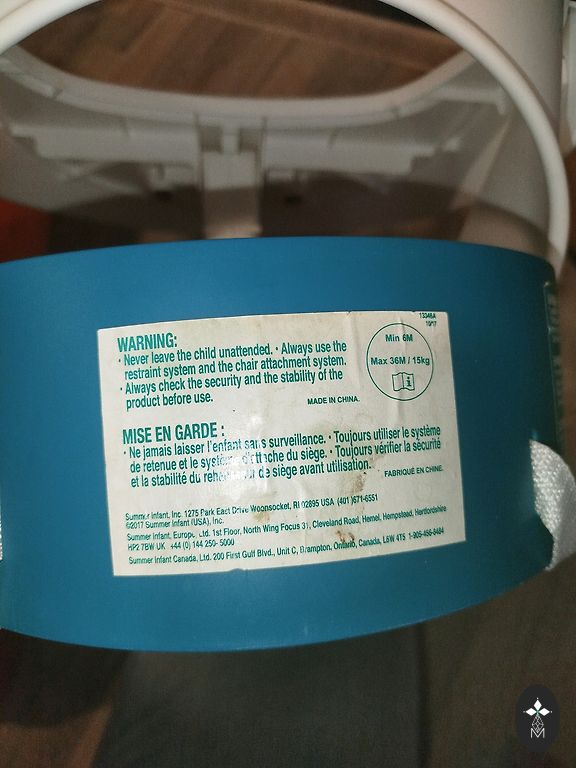 13346A
10/17
WARNING:
· Never leave the child unattended. · Always use the
restraint system and the chair attachment system.
· Always check the security and the stability of the
product before use.
MADE IN CHINA.
Min 6M
Max 36M / 15kg
MISE EN GARDE :
· Ne jamais laisser l'enfant sans surveillance. · Toujours utiliser le système
de retenue et le système d'attache du siège. · Toujours vérifier la sécurité
et la stabilité du de siège avant utilisation.
FABRIQUÉ EN CHINE.
Summer Infant, Inc. 1275 Park East Drive Woonsocket, RI 02895 USA (401) 671-6551
©2017 Summer Infant (USA), Inc.
Summer Infant, Europe Ltd. 1st Floor, North Wing Focus 31, Cleveland Road, Hemel, Hempstead, Hertfordshire
HP2 7BW UK +44 (0) 144 250- 5000
Summer Infant Canada, Ltd. 200 First Gulf Blvd., Unit C, Brampton, Ontario, Canada, L6W 4T5 1-905-456-8484
M